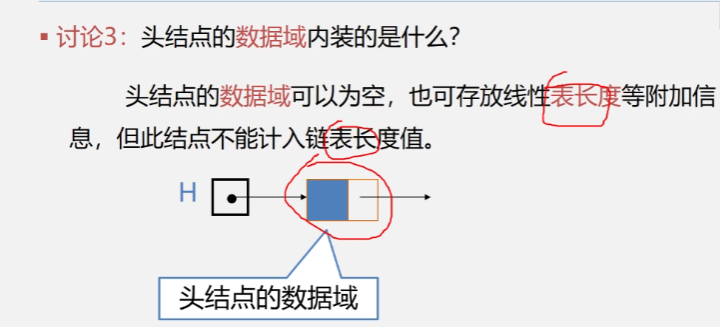 ▪ 讨论3：头结点的数据域内装的是什么？
头结点的数据域可以为空，也可存放线性表长度等附加信
息，但此结点不能计入链表长度值。
H
头结点的数据域